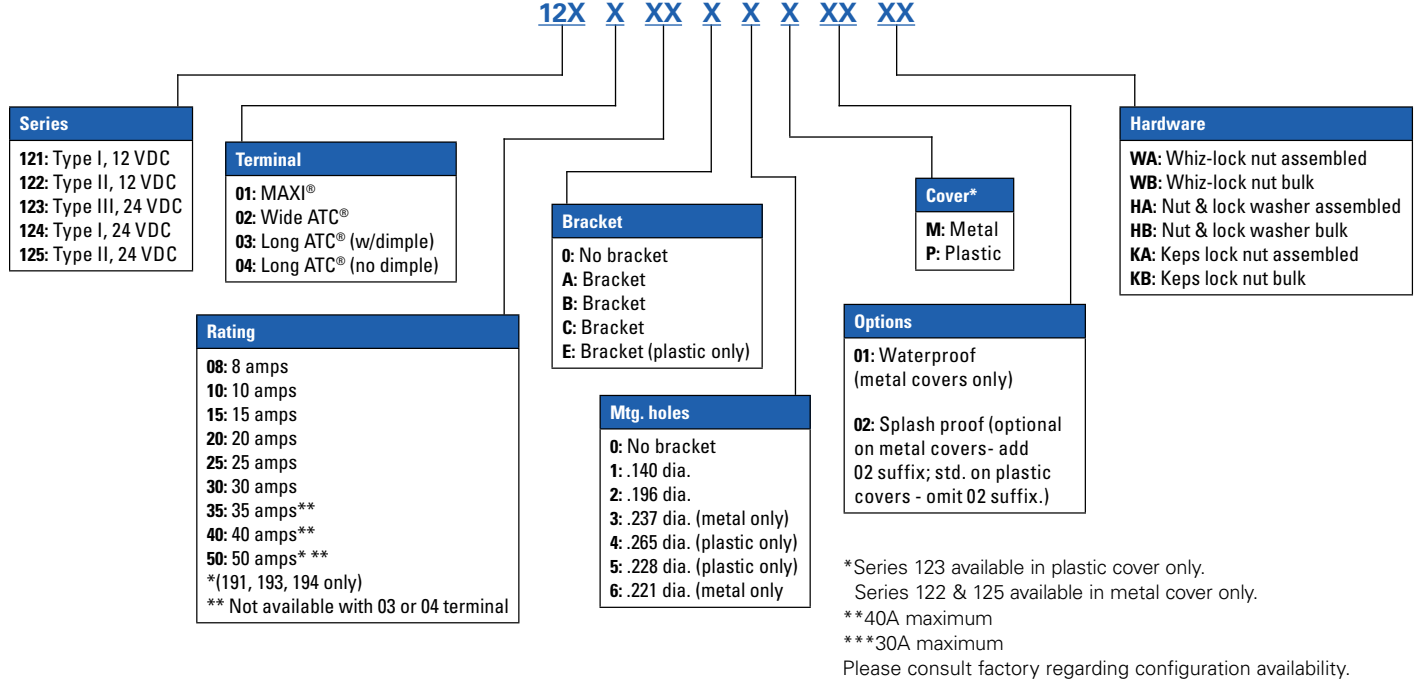 12X X XX X X X XX XX
Series
121: Type I, 12 VDC
122: Type II, 12 VDC
123: Type III, 24 VDC
124: Type I, 24 VDC
125: Type II, 24 VDC
Terminal
01: MAXI®
02: Wide ATC®
03: Long ATC® (w/dimple)
04: Long ATC® (no dimple)
Rating
08: 8 amps
10: 10 amps
15: 15 amps
20: 20 amps
25: 25 amps
30: 30 amps
35: 35 amps**
40: 40 amps**
50: 50 amps* **
*(191, 193, 194 only)
** Not available with 03 or 04 terminal
Bracket
0: No bracket
A: Bracket
B: Bracket
C: Bracket
E: Bracket (plastic only)
Mtg. holes
0: No bracket
1: .140 dia.
2: .196 dia.
3: .237 dia. (metal only)
4: .265 dia. (plastic only)
5: .228 dia. (plastic only)
6: .221 dia. (metal only
Cover*
M: Metal
P: Plastic
Options
01: Waterproof
(metal covers only)
02: Splash proof (optional
on metal covers- add
02 suffix; std. on plastic
covers - omit 02 suffix.)
Hardware
WA: Whiz-lock nut assembled
WB: Whiz-lock nut bulk
HA: Nut & lock washer assembled
HB: Nut & lock washer bulk
KA: Keps lock nut assembled
KB: Keps lock nut bulk
*Series 123 available in plastic cover only.
Series 122 & 125 available in metal cover only.
**40A maximum
***30A maximum
Please consult factory regarding configuration availability.